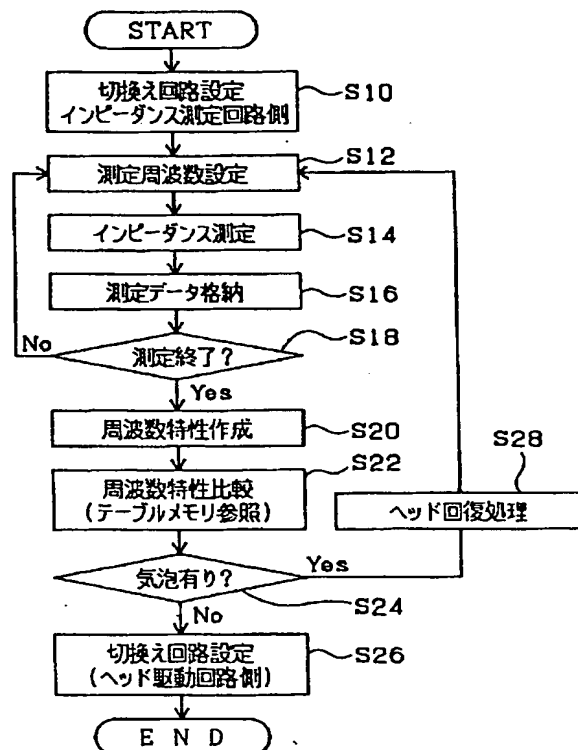 START
切換え回路設定
インピーダンス測定回路側
S10
測定周波数設定
S12
インピーダンス測定
S14
測定データ格納
S16
測定終了?
S18
No
Yes
周波数特性作成
S20
周波数特性比較
(テーブルメモリ参照)
S22
ヘッド回復処理
S28
気泡有り?
S24
Yes
No
切換え回路設定
(ヘッド駆動回路側)
S26
END